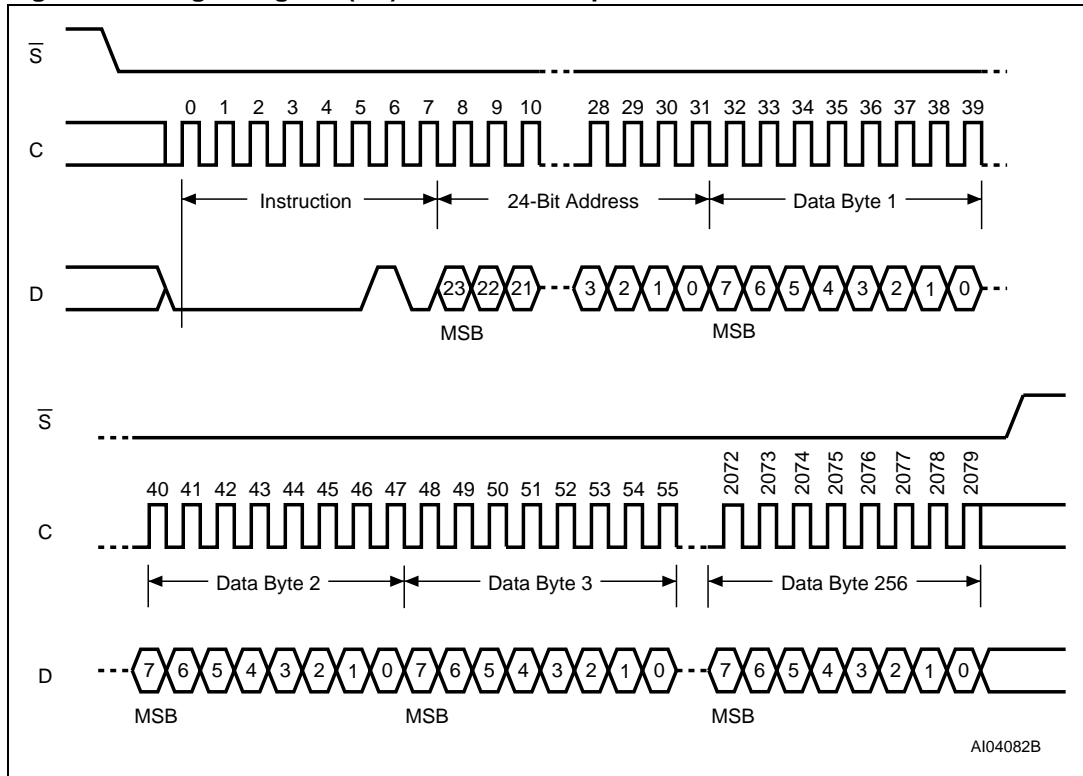 S
0 1 2 3 4 5 6 7 8 9 10 28 29 30 31 32 33 34 35 36 37 38 39
C
Instruction 24-Bit Address Data Byte 1
D
23 22 21 3 2 1 0 7 6 5 4 3 2 1 0
MSB MSB
S
40 41 42 43 44 45 46 47 48 49 50 51 52 53 54 55 2072 2073 2074 2075 2076 2077 2078 2079
C
Data Byte 2 Data Byte 3 Data Byte 256
D
7 6 5 4 3 2 1 0 7 6 5 4 3 2 1 0 7 6 5 4 3 2 1 0
MSB MSB MSB
AI04082B